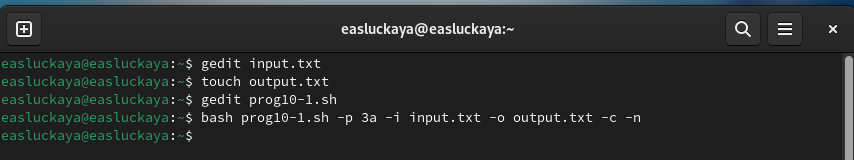 easluckaya@easluckaya:~
easluckaya@easluckaya:~$ gedit input.txt
easluckaya@easluckaya:~$ touch output.txt
easluckaya@easluckaya:~$ gedit prog10-1.sh
easluckaya@easluckaya:~$ bash prog10-1.sh -p 3a -i input.txt -o output.txt -c -n
easluckaya@easluckaya:~$